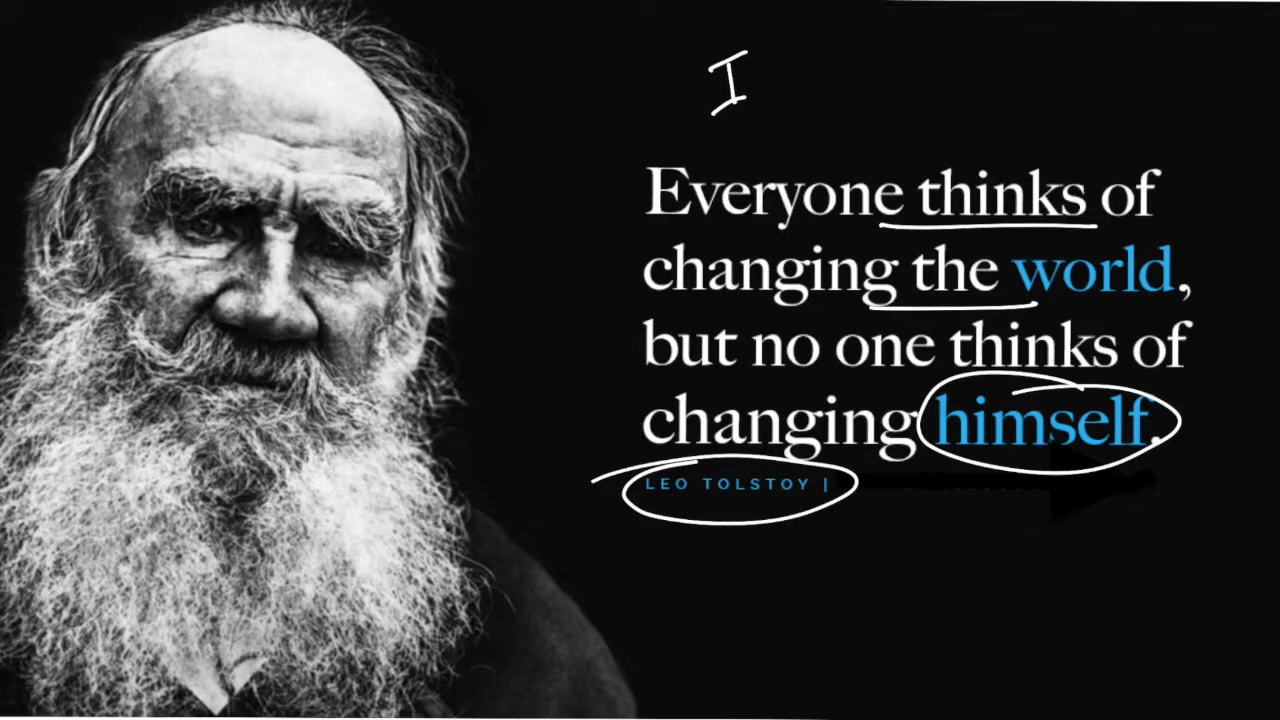 I
Everyone thinks of
changing the world,
but no one thinks of
changing himself.
LEO TOLSTOY |